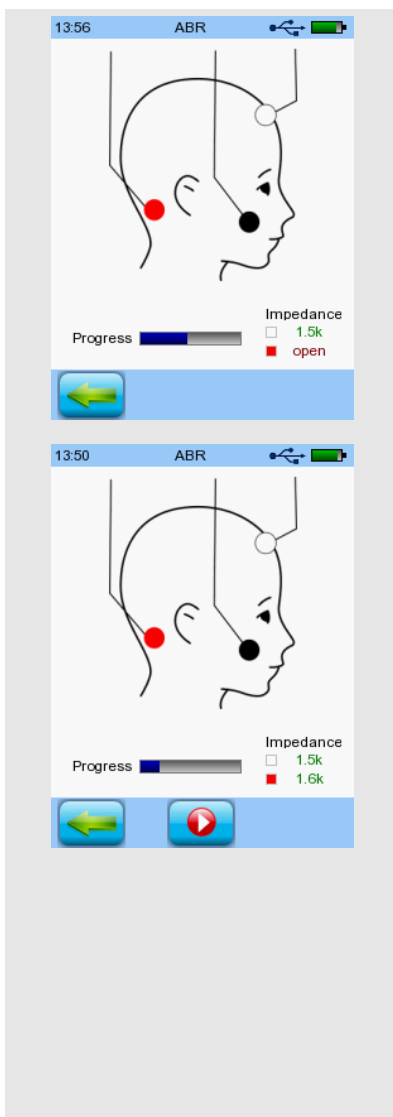 13:56 ABR
Impedance
1.5k
Progress
open
13:50 ABR
Impedance
1.5k
Progress
1.6k